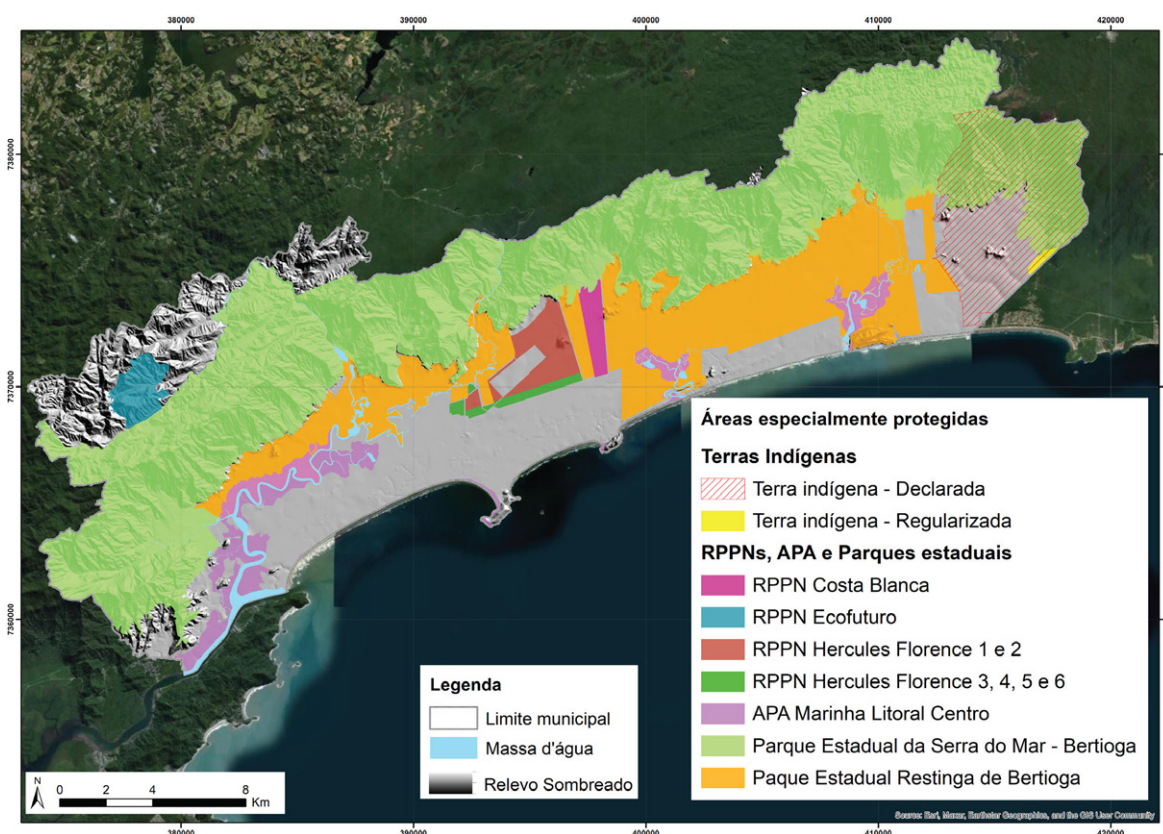 380000 390000 400000 410000 420000
7380000
7370000
7360000
7380000
7370000
7360000
Áreas especialmente protegidas
Terras Indígenas
Terra indígena - Declarada
Terra indígena - Regularizada
RPPNs, APA e Parques estaduais
RPPN Costa Blanca
RPPN Ecofuturo
RPPN Hercules Florence 1 e 2
RPPN Hercules Florence 3, 4, 5 e 6
APA Marinha Litoral Centro
Parque Estadual da Serra do Mar - Bertioga
Paque Estadual Restinga de Bertioga
Legenda
Limite municipal
Massa d'água
Relevo Sombreado
N
0 2 4 8
Km
Source: Esri, Maxar, Earthstar Geographics, and the GIS User Community
380000 390000 400000 410000 420000